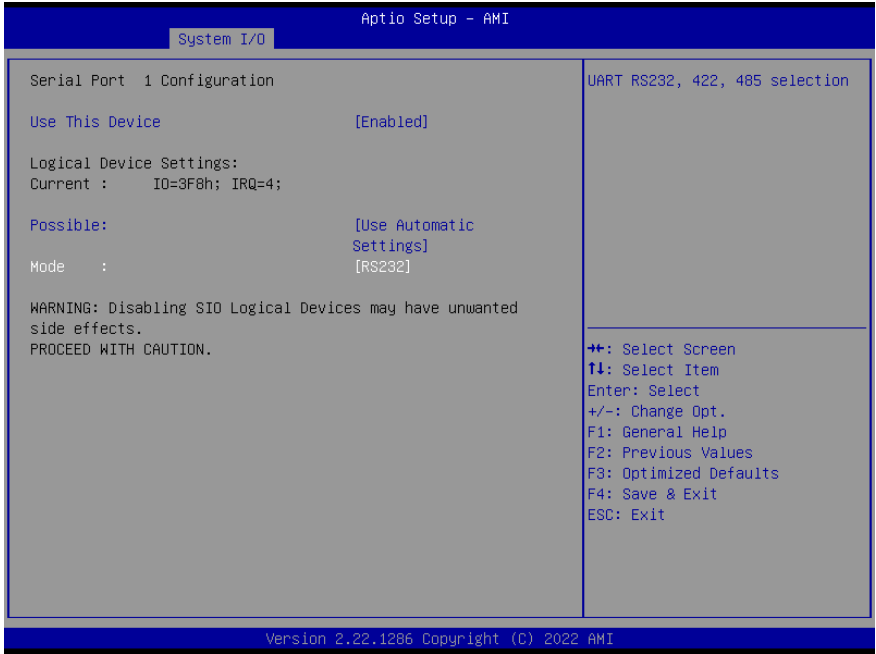 Aptio Setup – AMI
System I/O
Serial Port  1 Configuration
Use This Device [Enabled]
Logical Device Settings:
Current :     IO=3F8h; IRQ=4;
Possible: [Use Automatic
Settings]
Mode    : [RS232]
WARNING: Disabling SIO Logical Devices may have unwanted
side effects.
PROCEED WITH CAUTION.
UART RS232, 422, 485 selection
→←: Select Screen
↑↓: Select Item
Enter: Select
+/-: Change Opt.
F1: General Help
F2: Previous Values
F3: Optimized Defaults
F4: Save & Exit
ESC: Exit
Version 2.22.1286 Copyright (C) 2022 AMI